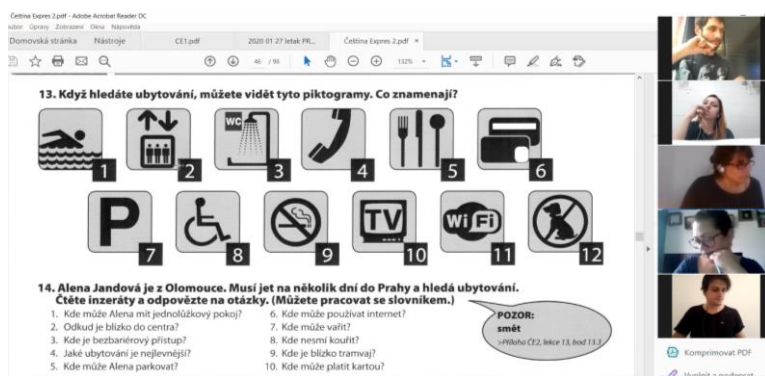 Čeština Expres 2.pdf - Adobe Acrobat Reader DC
Soubor Úpravy Zobrazení Okna Nápověda
Domovská stránka Nástroje CE1.pdf 2020 01 27 letak PR... Čeština Expres 2.pdf ×
46 / 96 132%
13. Když hledáte ubytování, můžete vidět tyto piktogramy. Co znamenají?
WC
1 2 3 4 5 6
P TV WiFi
7 8 9 10 11 12
14. Alena Jandová je z Olomouce. Musí jet na několik dní do Prahy a hledá ubytování.
Čtěte inzeráty a odpovězte na otázky. (Můžete pracovat se slovníkem.)
1. Kde může Alena mít jednolůžkový pokoj?
2. Odkud je blízko do centra?
3. Kde je bezbariérový přístup?
4. Jaké ubytování je nejlevnější?
5. Kde může Alena parkovat?
6. Kde může používat internet?
7. Kde může vařit?
8. Kde nesmí kouřit?
9. Kde je blízko tramvaj?
10. Kde může platit kartou?
POZOR:
smět
>Příloha ČE2, lekce 13, bod 13.3
Komprimovat PDF